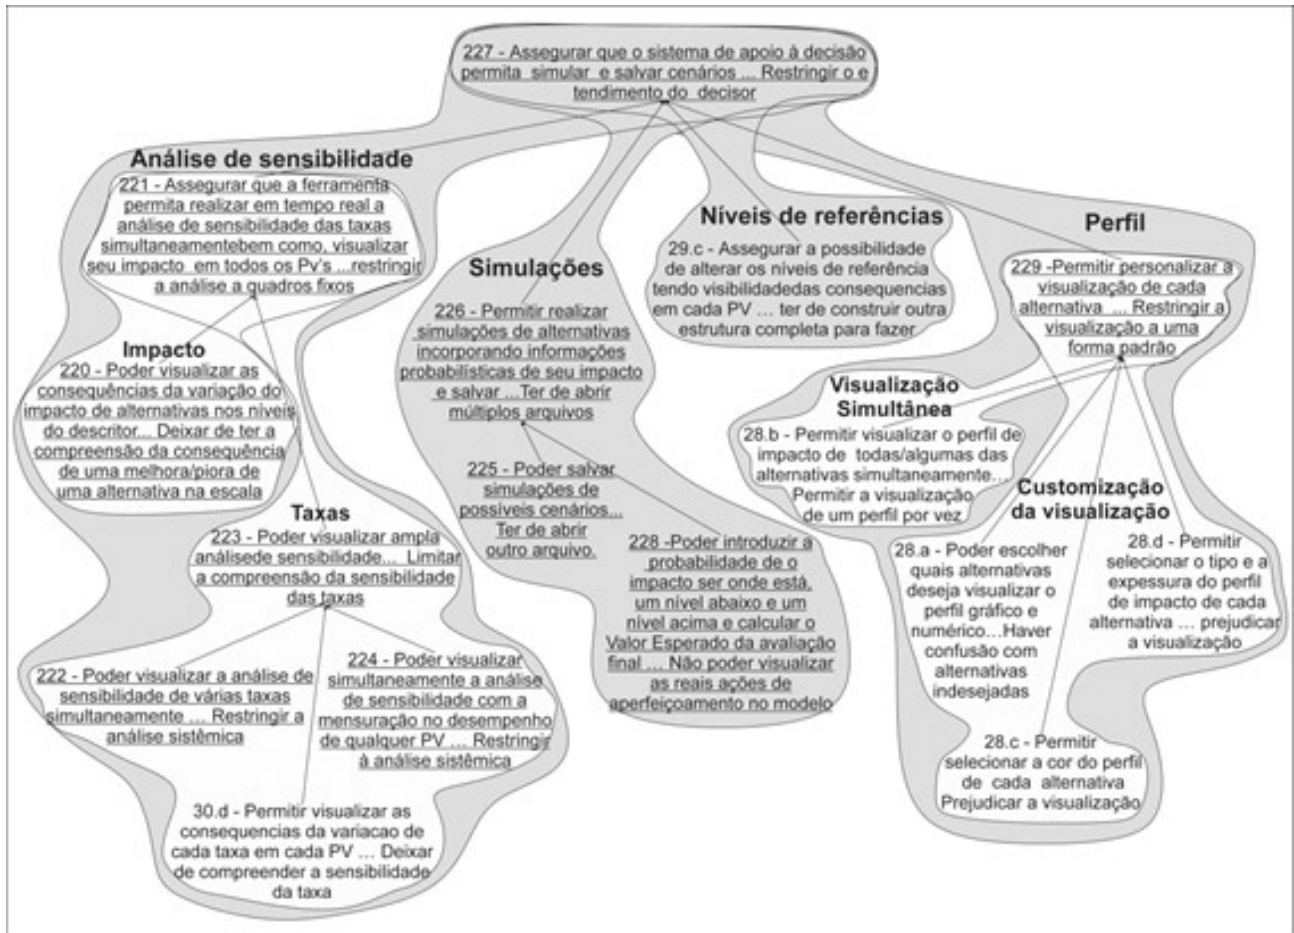 227 - Assegurar que o sistema de apoio à decisão
permita simular e salvar cenários ... Restringir o e
tendimento do decisor
Análise de sensibilidade
221 - Assegurar que a ferramenta
permita realizar em tempo real a
análise de sensibilidade das taxas
simultaneamentebem como, visualizar
seu impacto em todos os Pv's ...restringir
a análise a quadros fixos
Impacto
220 - Poder visualizar as
consequências da variação do
impacto de alternativas nos níveis
do descritor... Deixar de ter a
compreensão da consequência
de uma melhora/piora de
uma alternativa na escala
Taxas
223 - Poder visualizar ampla
análisede sensibilidade... Limitar
a compreensão da sensibilidade
das taxas
222 - Poder visualizar a análise de
sensibilidade de várias taxas
simultaneamente ... Restringir a
análise sistêmica
224 - Poder visualizar
simultaneamente a análise
de sensibilidade com a
mensuração no desempenho
de qualquer PV ... Restringir
à análise sistêmica
30.d - Permitir visualizar as
consequencias da variacao de
cada taxa em cada PV ... Deixar
de compreender a sensibilidade
da taxa
Simulações
226 - Permitir realizar
simulações de alternativas
incorporando informações
probabilísticas de seu impacto
e salvar ...Ter de abrir
múltiplos arquivos
225 - Poder salvar
simulações de
possíveis cenários...
Ter de abrir
outro arquivo.
228 -Poder introduzir a
probabilidade de o
impacto ser onde está,
um nível abaixo e um
nível acima e calcular o
Valor Esperado da avaliação
final ... Não poder visualizar
as reais ações de
aperfeiçoamento no modelo
Níveis de referências
29.c - Assegurar a possibilidade
de alterar os níveis de referência
tendo visibilidadedas consequencias
em cada PV ... ter de construir outra
estrutura completa para fazer
Perfil
229 -Permitir personalizar a
visualização de cada
alternativa ... Restringir a
visualização a uma
forma padrão
Visualização
Simultânea
28.b - Permitir visualizar o perfil de
impacto de todas/algumas das
alternativas simultaneamente...
Permitir a visualização
de um perfil por vez
Customização
da visualização
28.a - Poder escolher
quais alternativas
deseja visualizar o
perfil gráfico e
numérico...Haver
confusão com
alternativas
indesejadas
28.d - Permitir
selecionar o tipo e a
expessura do perfil
de impacto de cada
alternativa ... prejudicar
a visualização
28.c - Permitir
selecionar a cor do perfil
de cada alternativa
Prejudicar a visualização